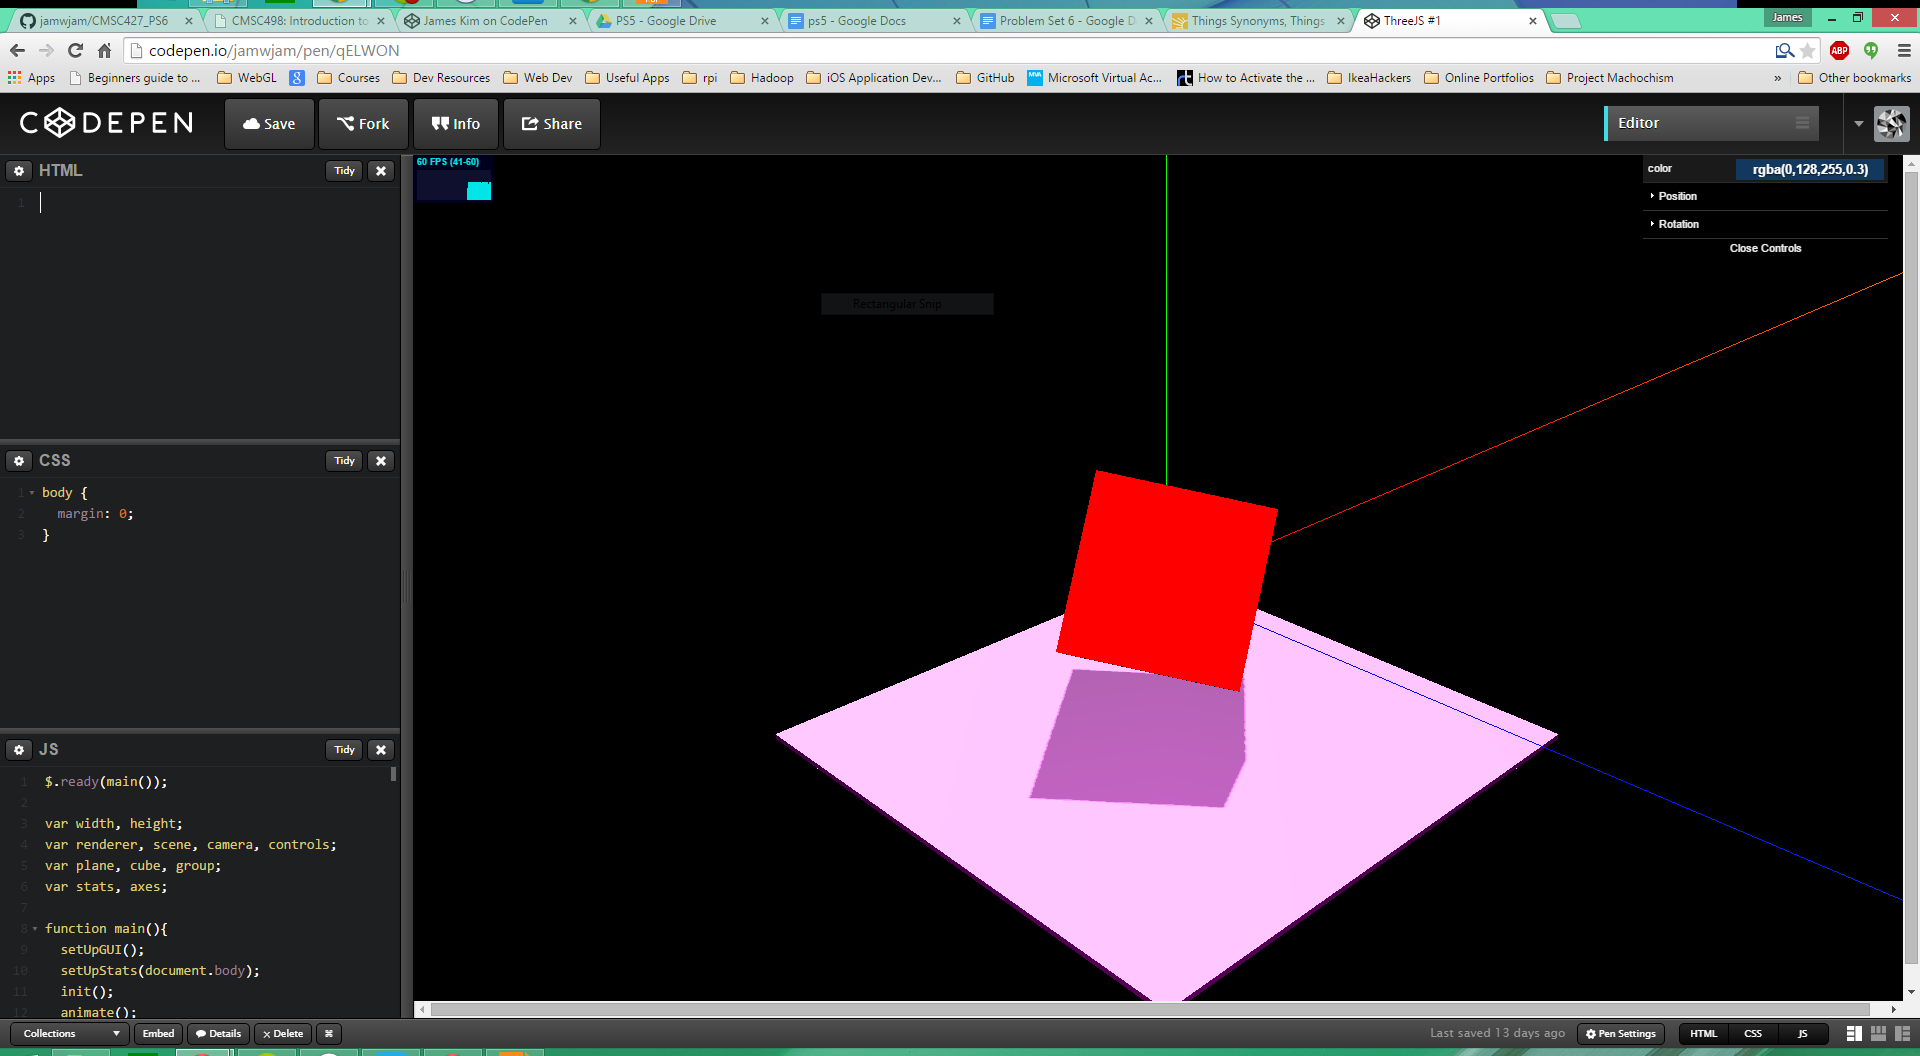 jamwjam/CMSC427_PS6
CMSC498: Introduction to
James Kim on CodePen
PS5 - Google Drive
ps5 - Google Docs
Problem Set 6 - Google D
Things Synonyms, Things
ThreeJS #1
James
codepen.io/jamwjam/pen/qELWON
ABP
Apps
Beginners guide to ...
WebGL
Courses
Dev Resources
Web Dev
Useful Apps
rpi
Hadoop
iOS Application Dev...
GitHub
Microsoft Virtual Ac...
How to Activate the ...
IkeaHackers
Online Portfolios
Project Machochism
»
Other bookmarks
CODEPEN
Save
Fork
Info
Share
Editor
HTML
Tidy
1
60 FPS (41-60)
color
rgba(0,128,255,0.3)
Position
Rotation
Close Controls
Rectangular Snip
CSS
Tidy
1 body {
2 margin: 0;
3 }
JS
Tidy
1 $.ready(main());
2
3 var width, height;
4 var renderer, scene, camera, controls;
5 var plane, cube, group;
6 var stats, axes;
7
8 function main(){
9 setUpGUI();
10 setUpStats(document.body);
11 init();
12 animate();
Collections
Embed
Details
x Delete
⌘
Last saved 13 days ago
Pen Settings
HTML
CSS
JS